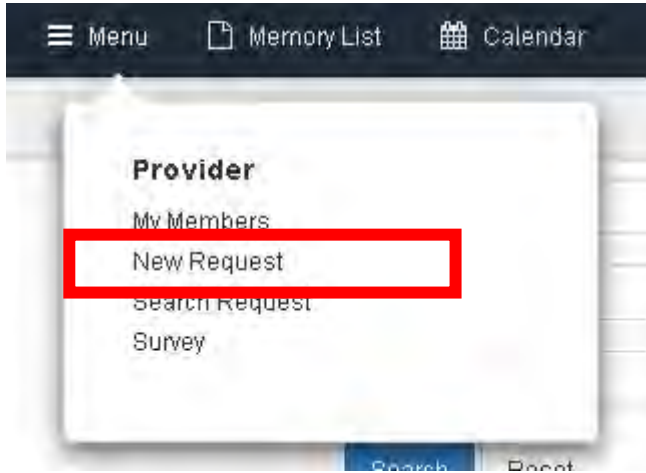 Menu Memory List Calendar
Provider
My Members
New Request
Search Request
Survey
Search Reset